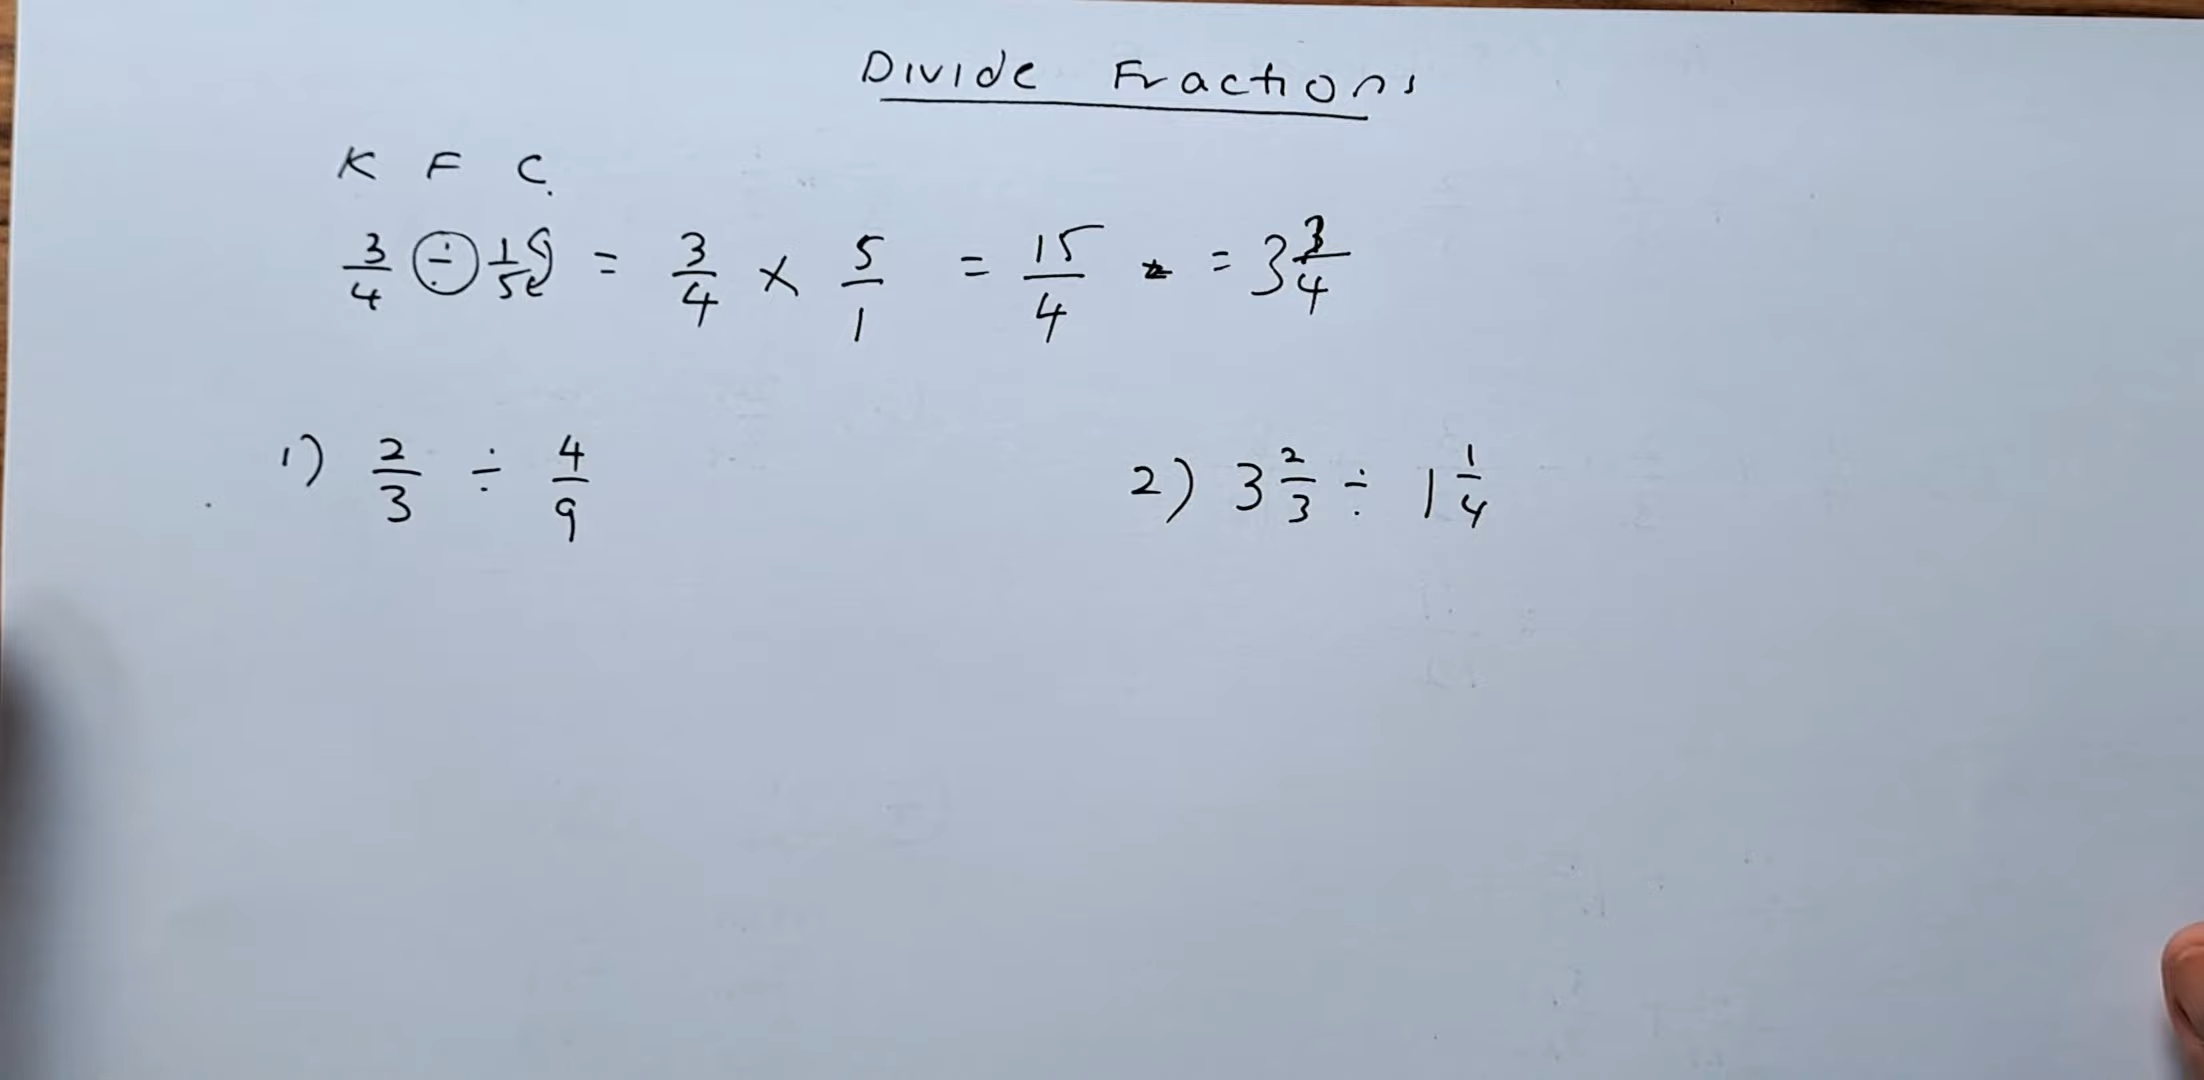 Divide Fractions
K F C.
3/4 ÷ 1/5 = 3/4 × 5/1 = 15/4 = 3 3/4
1) 2/3 ÷ 4/9
2) 3 2/3 ÷ 1 1/4